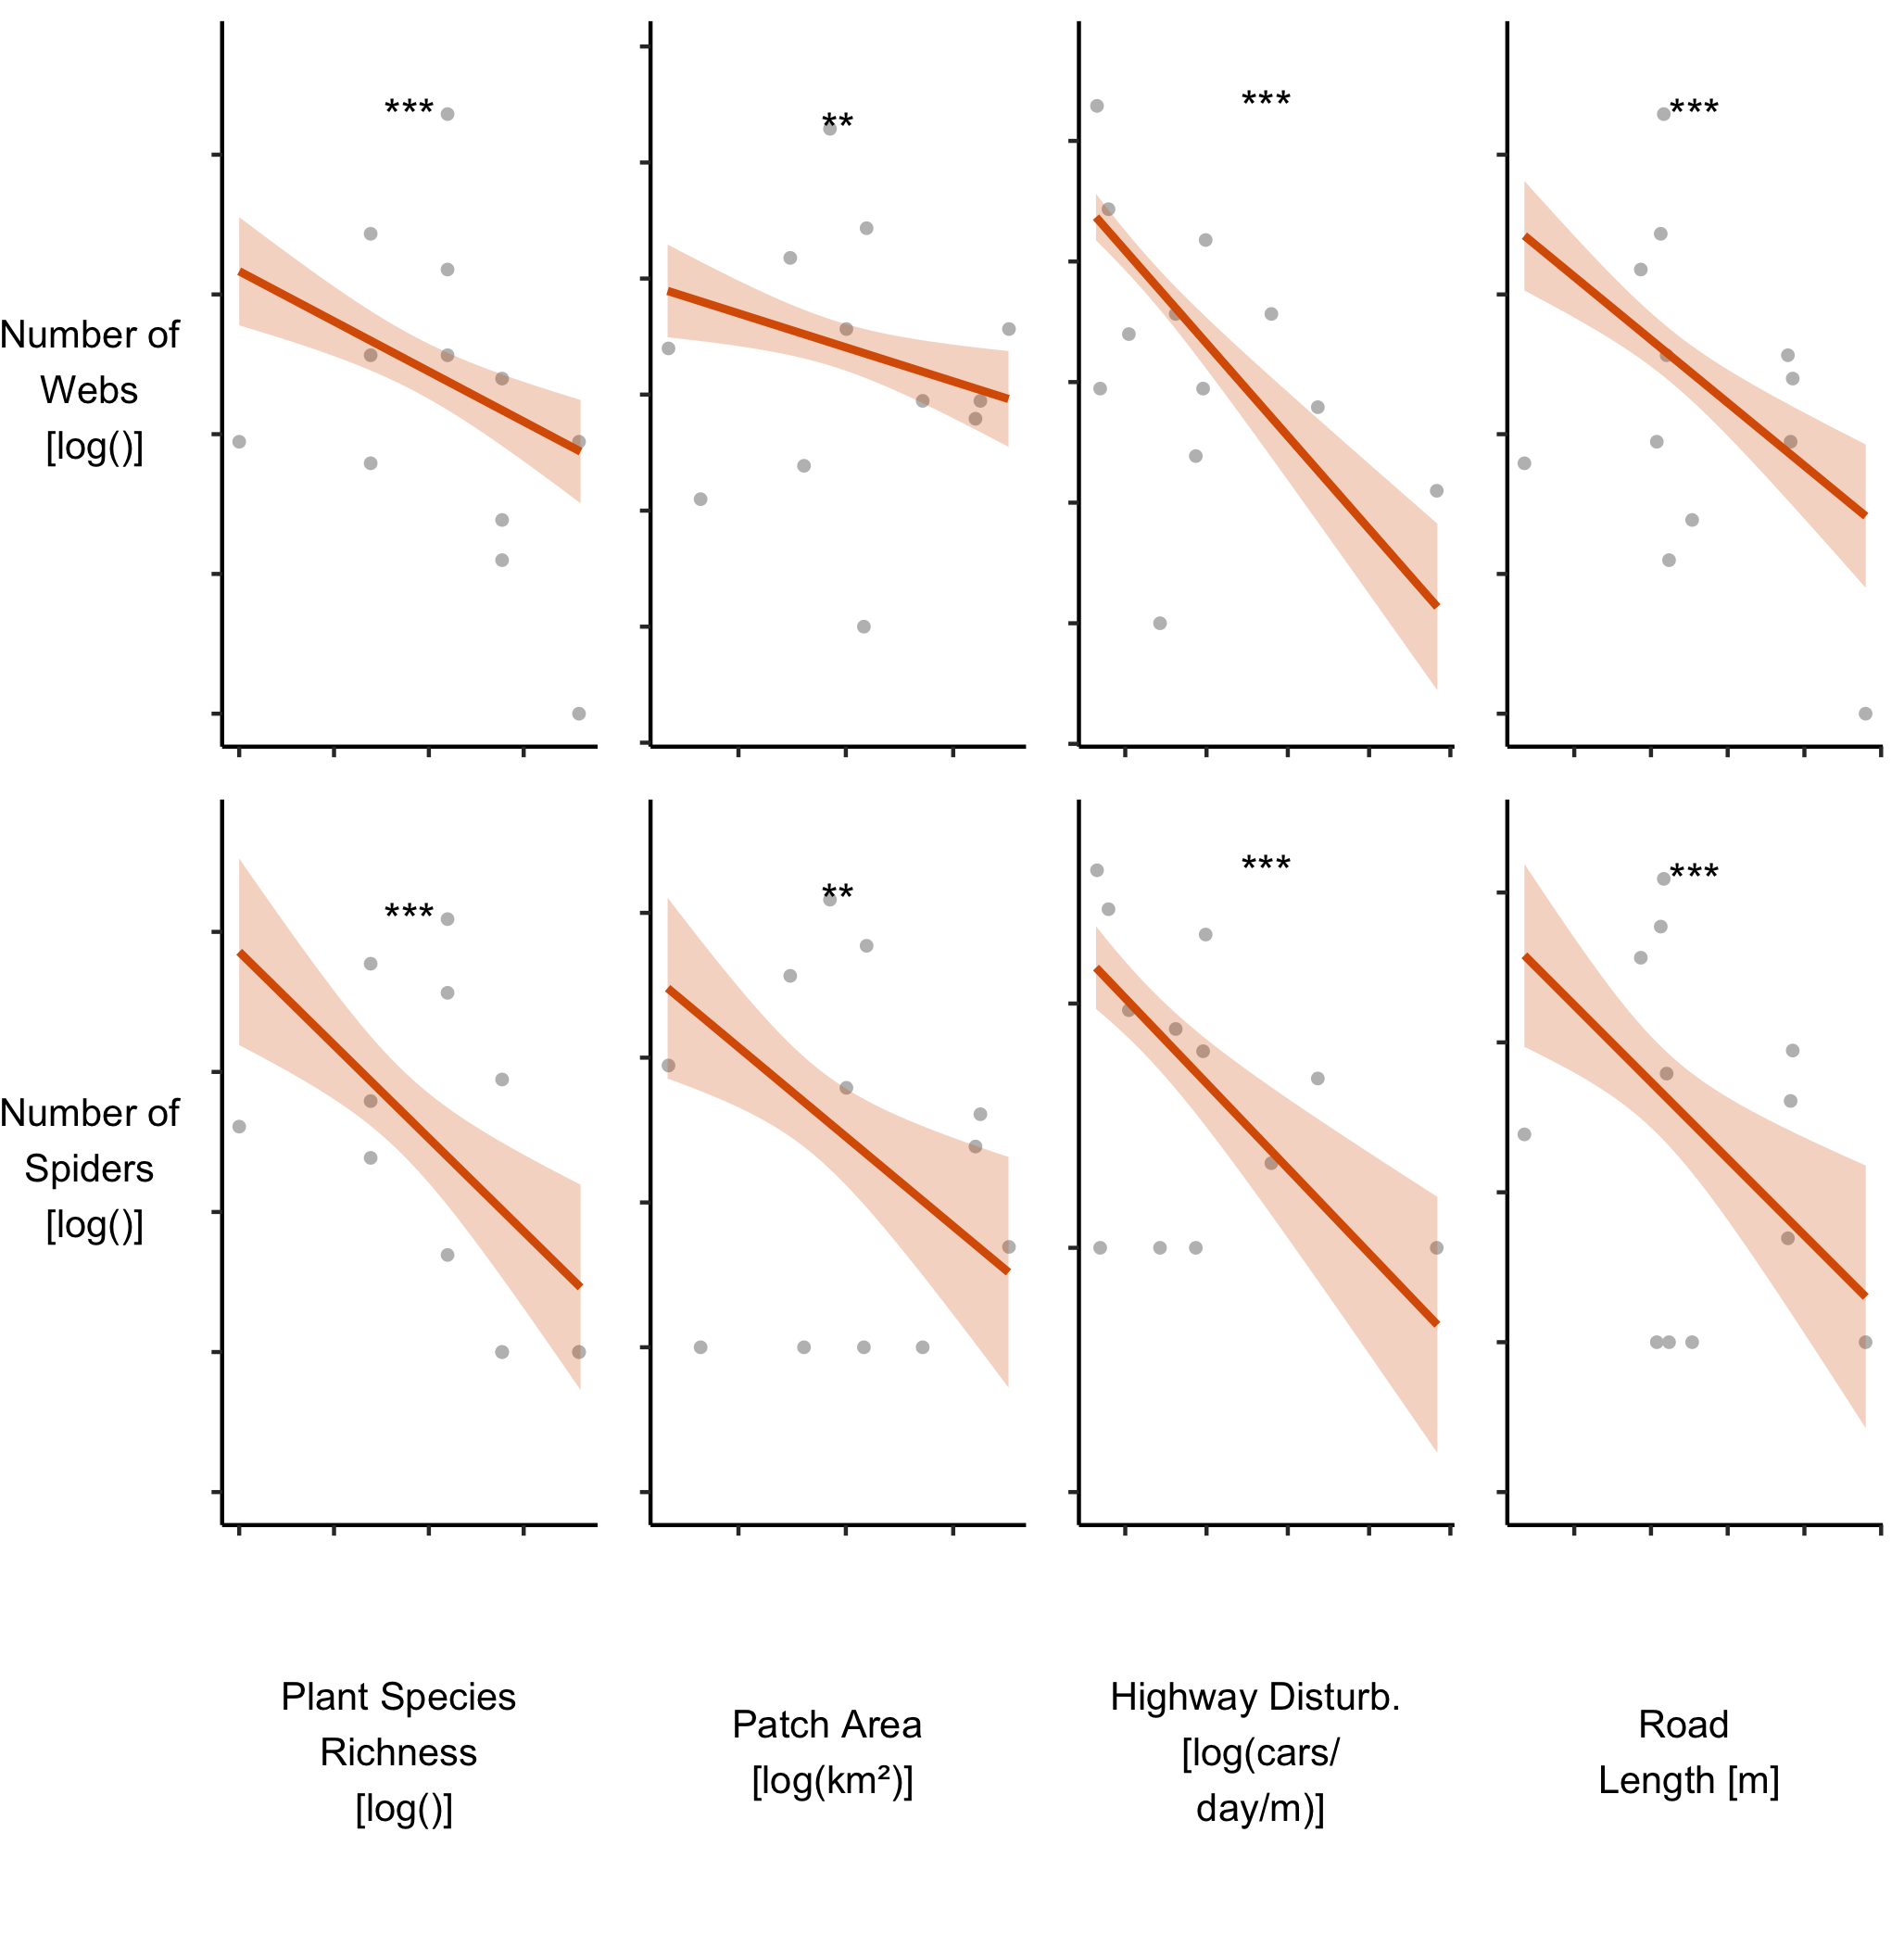 ***
**
***
***
Number of
Webs
[log()]
***
**
***
***
Number of
Spiders
[log()]
Plant Species
Richness
[log()]
Patch Area
[log(km²)]
Highway Disturb.
[log(cars/
day/m)]
Road
Length [m]